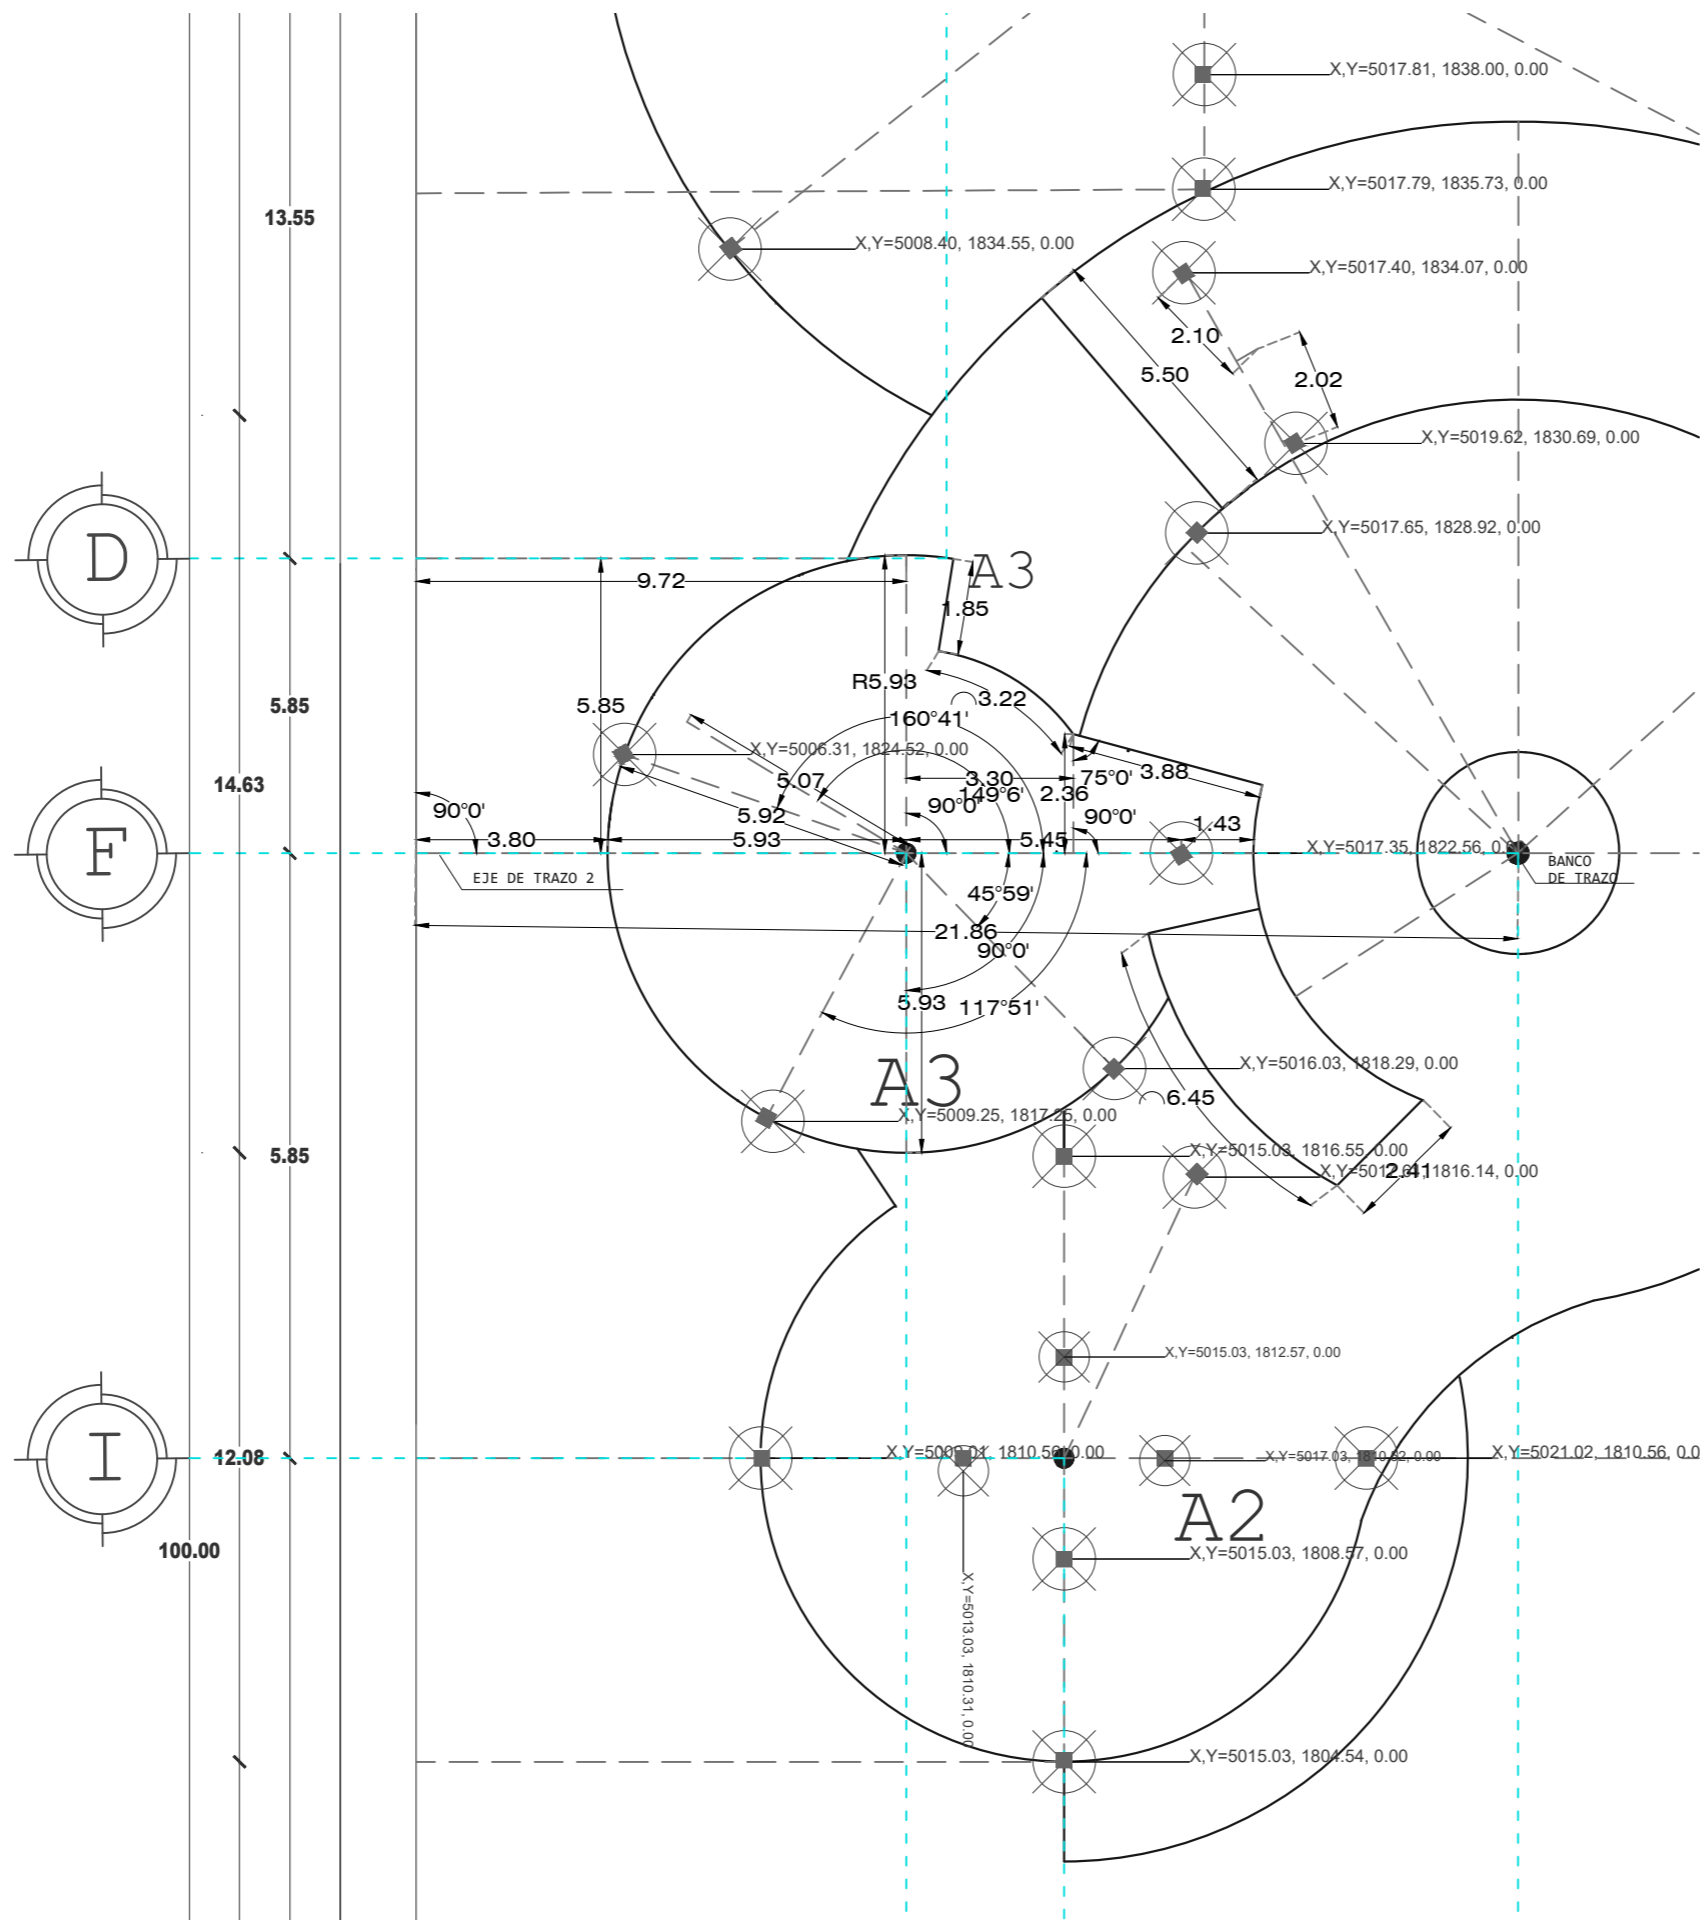 X,Y=5017.81, 1838.00, 0.00
X,Y=5017.79, 1835.73, 0.00
13.55
X,Y=5008.40, 1834.55, 0.00
X,Y=5017.40, 1834.07, 0.00
2.10
5.50
2.02
X,Y=5019.62, 1830.69, 0.00
X,Y=5017.65, 1828.92, 0.00
D
A3
9.72
1.85
R5.93
3.22
5.85
5.85
160°41'
X,Y=5006.31, 1824.52, 0.00
5.07
3.30
75°0'
3.88
14.63
149°6'
2.36
90°0'
90°0'
90°0'
5.92
1.43
F
3.80
5.93
5.45
X,Y=5017.35, 1822.56,
BANCO
DE TRAZO
EJE DE TRAZO 2
45°59'
21.86
90°0'
5.93
117°51'
A3
X,Y=5016.03, 1818.29, 0.00
6.45
X,Y=5009.25, 1817.25, 0.00
5.85
X,Y=5015.03, 1816.55, 0.00
1816.14, 0.00
2.41
X,Y=5015.03, 1812.57, 0.00
I
12.08
1810.56, 0.00
X,Y=5017.03,
X,Y=5021.02, 1810.56, 0.0
A2
100.00
X,Y=5015.03, 1808.57, 0.00
X,Y=5013.03, 1810.31, 0.00
X,Y=5015.03, 1804.54, 0.00